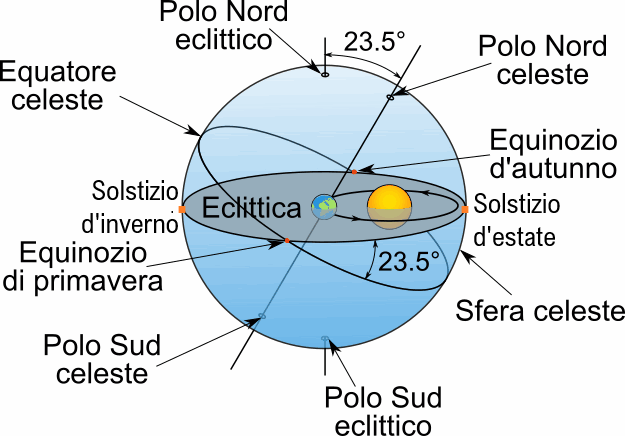 Polo Nord
eclittico
23.5°
Polo Nord
celeste
Equatore
celeste
Equinozio
d'autunno
Solstizio
d'inverno
Eclittica
Solstizio
d'estate
Equinozio
di primavera
23.5°
Sfera celeste
Polo Sud
celeste
Polo Sud
eclittico